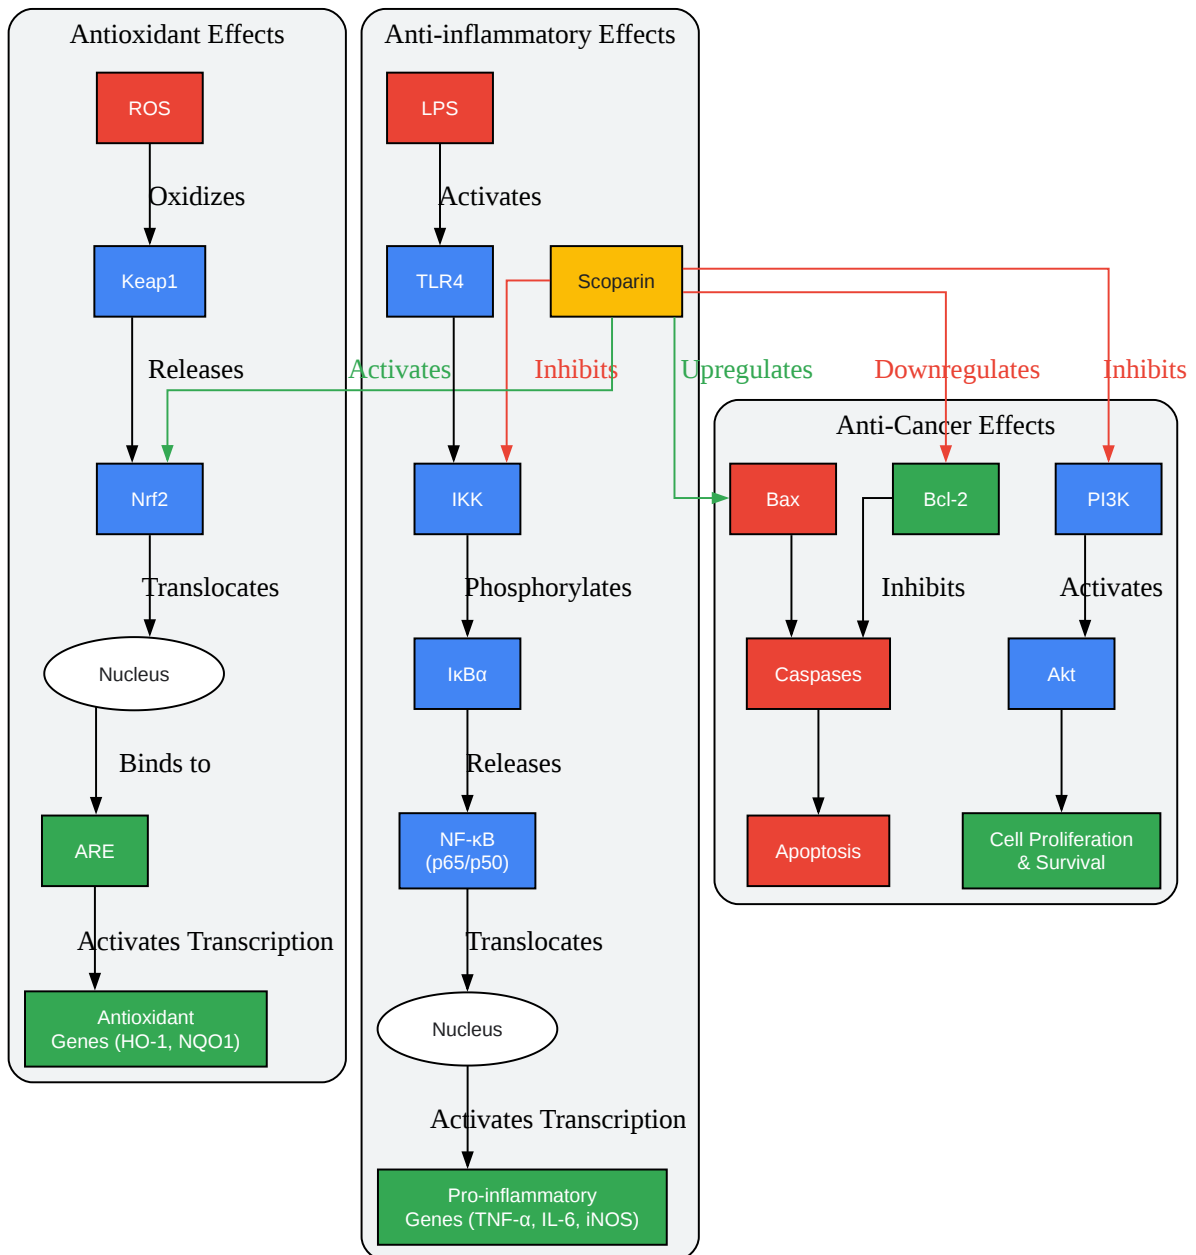 Antioxidant Effects
ROS
Oxidizes
Keap1
Releases
Nrf2
Translocates
Nucleus
Binds to
ARE
Activates Transcription
Antioxidant
Genes (HO-1, NQO1)
Anti-inflammatory Effects
LPS
Activates
TLR4
Scoparin
Activates
Inhibits
Upregulates
Downregulates
Inhibits
IKK
Phosphorylates
IκBα
Releases
NF-κB
(p65/p50)
Translocates
Nucleus
Activates Transcription
Pro-inflammatory
Genes (TNF-α, IL-6, iNOS)
Anti-Cancer Effects
Bax
Bcl-2
PI3K
Inhibits
Activates
Caspases
Akt
Apoptosis
Cell Proliferation
& Survival